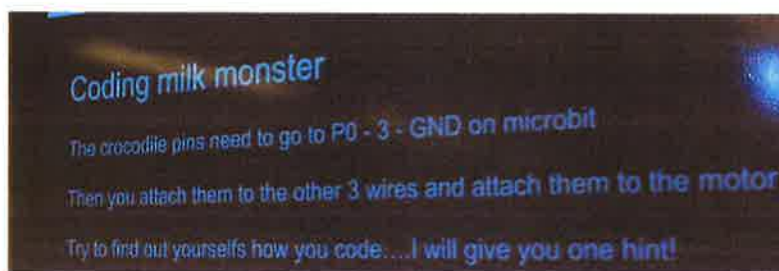 Coding milk monster
The crocodile pins need to go to P0 - 3 - GND on microbit
Then you attach them to the other 3 wires and attach them to the motor
Try to find out yourselfs how you code....I will give you one hint!